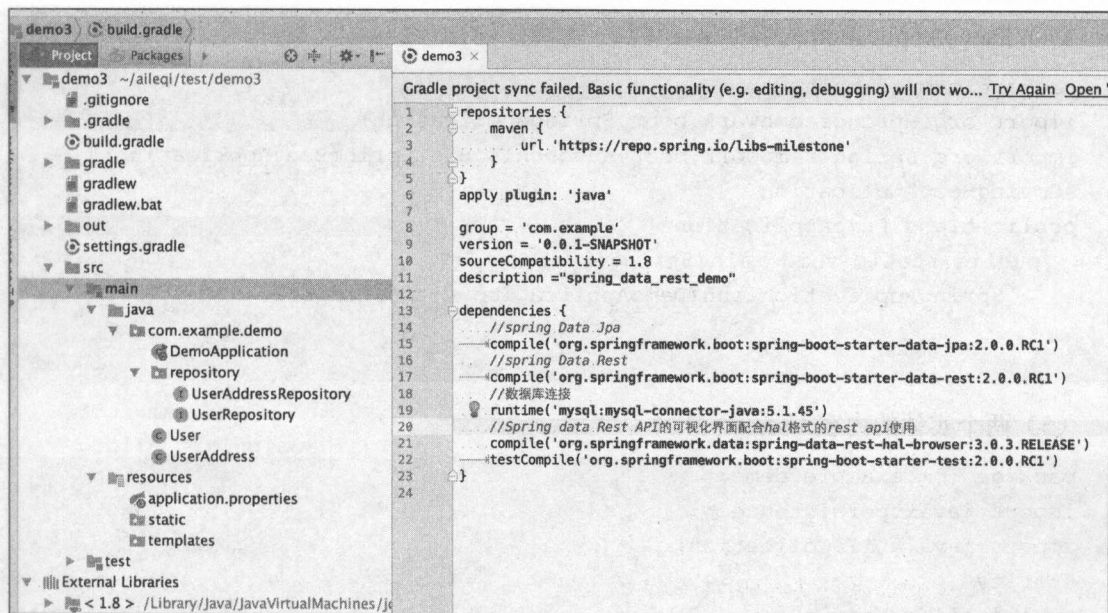 demo3 build.gradle
Project Packages
demo3 ~/aileqi/test/demo3
.gitignore
.gradle
build.gradle
gradle
gradlew
gradlew.bat
out
settings.gradle
src
main
java
com.example.demo
DemoApplication
repository
UserAddressRepository
UserRepository
User
UserAddress
resources
application.properties
static
templates
test
External Libraries
< 1.8 > /Library/Java/JavaVirtualMachines/j
demo3 ×
Gradle project sync failed. Basic functionality (e.g. editing, debugging) will not wo... Try Again Open
1 repositories {
2 maven {
3 url 'https://repo.spring.io/libs-milestone'
4 }
5 }
6 apply plugin: 'java'
7
8 group = 'com.example'
9 version = '0.0.1-SNAPSHOT'
10 sourceCompatibility = 1.8
11 description ="spring_data_rest_demo"
12
13 dependencies {
14 //spring Data Jpa
15 compile('org.springframework.boot:spring-boot-starter-data-jpa:2.0.0.RC1')
16 //spring Data Rest
17 compile('org.springframework.boot:spring-boot-starter-data-rest:2.0.0.RC1')
18 //数据库连接
19 runtime('mysql:mysql-connector-java:5.1.45')
20 //Spring data Rest API的可视化界面配合hal格式的rest api使用
21 compile('org.springframework.data:spring-data-rest-hal-browser:3.0.3.RELEASE')
22 testCompile('org.springframework.boot:spring-boot-starter-test:2.0.0.RC1')
23 }
24